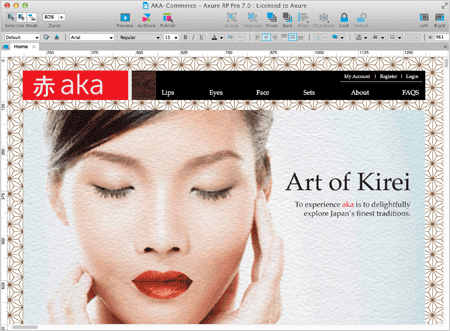 AKA-Commerce – Axure RP Pro 7.0 : Licensed to Axure
80%
x: 961
Selection Mode
Zoom
Preview
AxShare
Publish
Group
Ungroup
Align
Distribute
Lock
Unlock
Left
Right
Default
Arial
Regular
13
B
I
U
Home
赤 aka
My Account | Register | Login
Lips Eyes Face Sets About FAQS
Art of Kirei
To experience aka is to delightfully
explore Japan's finest traditions.